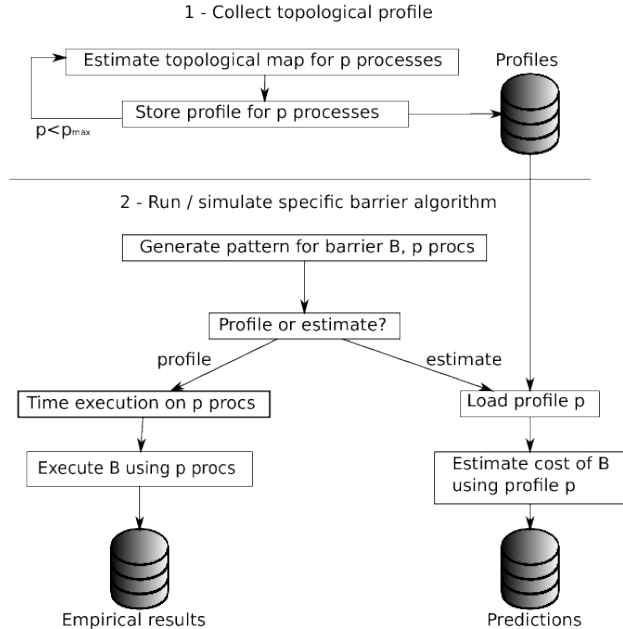 1 - Collect topological profile
Estimate topological map for p processes
Profiles
Store profile for p processes
p<pmax
2 - Run / simulate specific barrier algorithm
Generate pattern for barrier B, p procs
Profile or estimate?
profile
estimate
Time execution on p procs
Load profile p
Execute B using p procs
Estimate cost of B
using profile p
Empirical results
Predictions